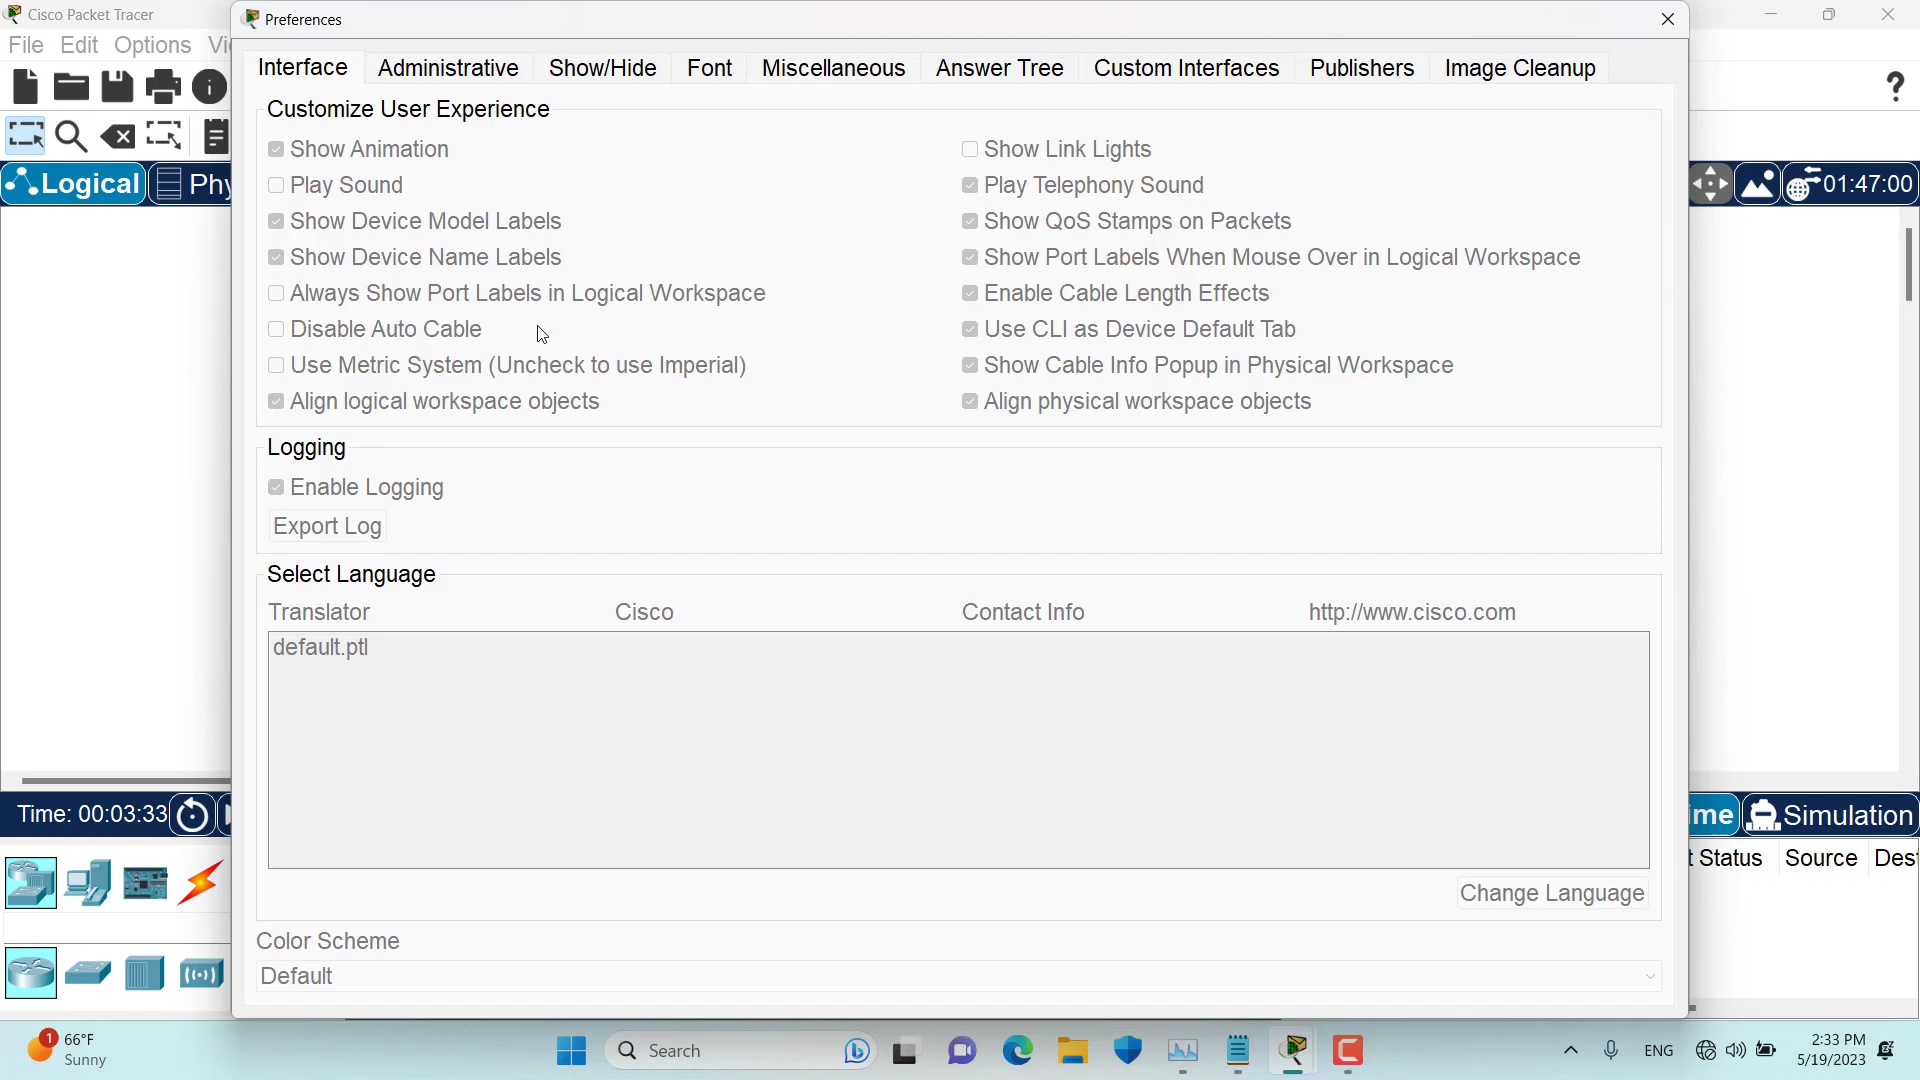 Cisco Packet Tracer
Preferences
File Edit Options
Interface Administrative Show/Hide Font Miscellaneous Answer Tree Custom Interfaces Publishers Image Cleanup
?
Customize User Experience
Show Animation
Show Link Lights
Play Sound
Play Telephony Sound
Logical
01:47:00
Show Device Model Labels
Show QoS Stamps on Packets
Show Device Name Labels
Show Port Labels When Mouse Over in Logical Workspace
Always Show Port Labels in Logical Workspace
Enable Cable Length Effects
Disable Auto Cable
Use CLI as Device Default Tab
Use Metric System (Uncheck to use Imperial)
Show Cable Info Popup in Physical Workspace
Align logical workspace objects
Align physical workspace objects
Logging
Enable Logging
Export Log
Select Language
Translator Cisco Contact Info http://www.cisco.com
default.ptl
Time: 00:03:33
Simulation
Status Source
Change Language
Color Scheme
Default
1
66°F
Sunny
Search
ENG
2:33 PM
5/19/2023